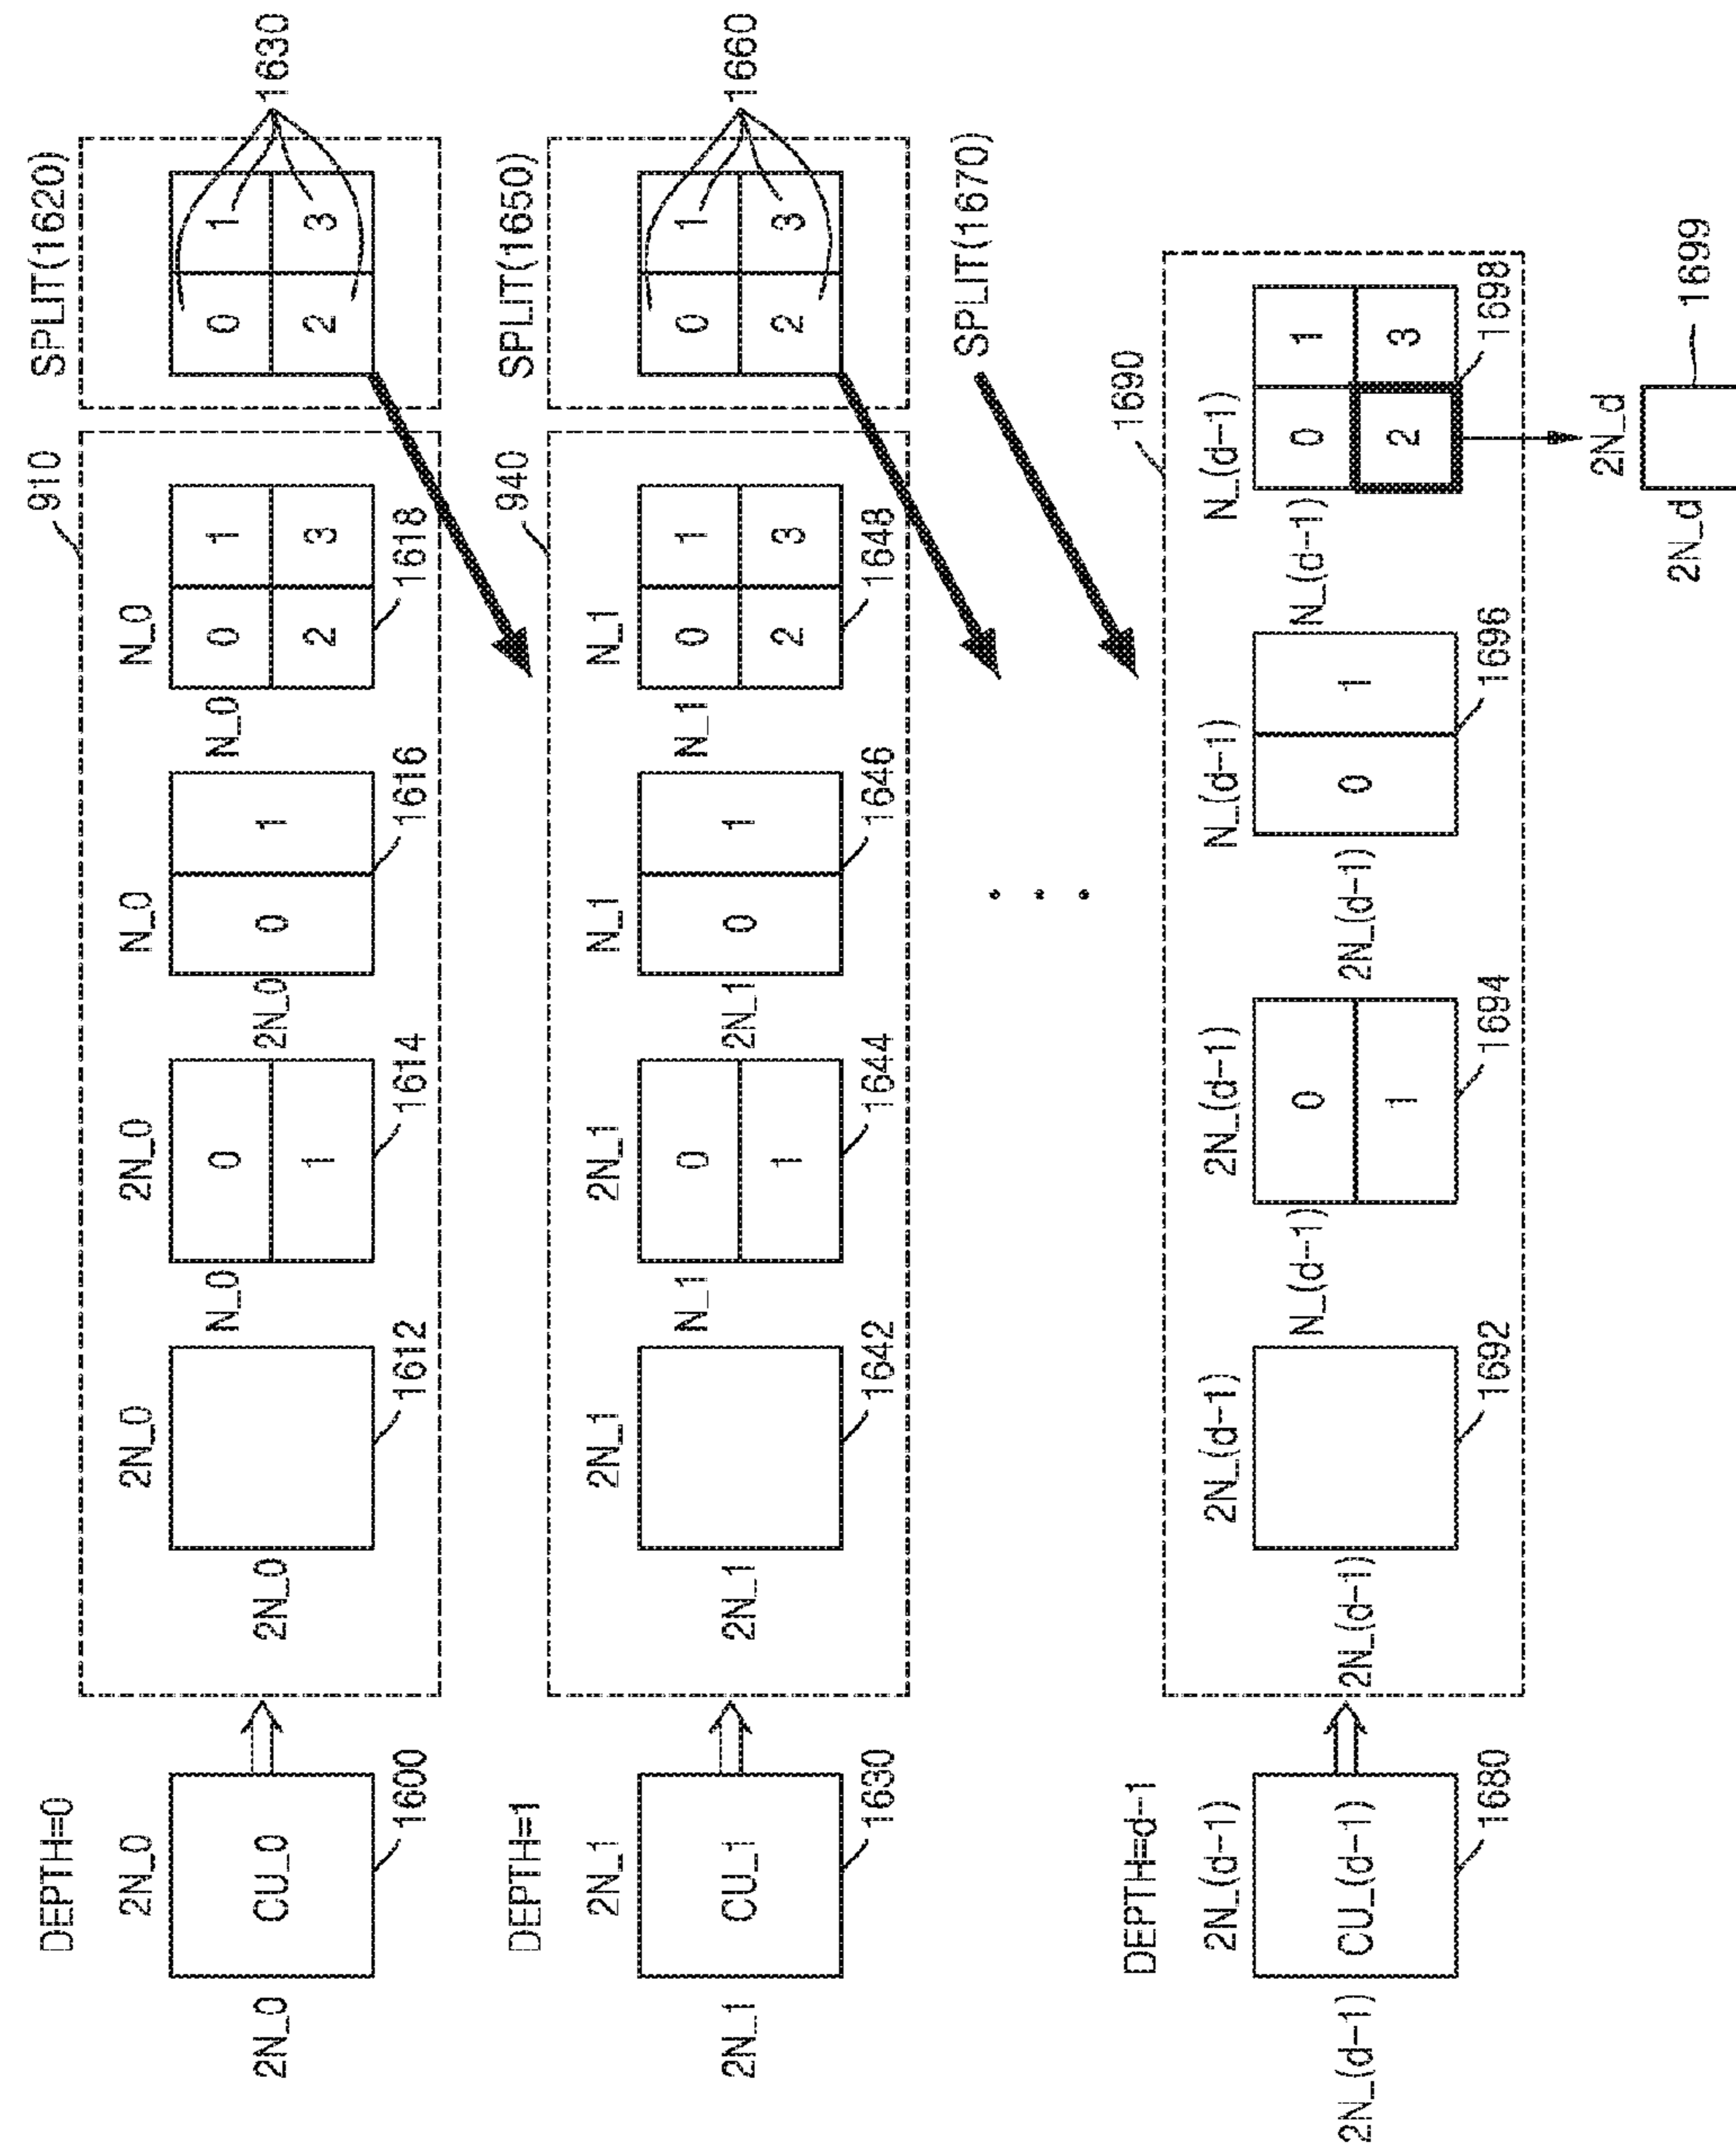 DEPTH=0
2N_0
2N_0
CU_0
1600
910
2N_0
2N_0
1612
2N_0
N_0
0
1
1614
N_0
2N_0
0 1
1616
N_0
N_0
0 1
2 3
1618
SPLIT(1620)
0 1
2 3
1630
DEPTH=1
2N_1
2N_1
CU_1
1630
940
2N_1
2N_1
1642
2N_1
N_1
0
1
1644
N_1
2N_1
0 1
1646
N_1
N_1
0 1
2 3
1648
SPLIT(1650)
0 1
2 3
1660
SPLIT(1670)
DEPTH=d-1
2N_(d-1)
2N_(d-1)
CU_(d-1)
1680
1690
2N_(d-1)
2N_(d-1)
1692
2N_(d-1)
N_(d-1)
0
1
1694
N_(d-1)
2N_(d-1)
0 1
1696
N_(d-1)
N_(d-1)
0 1
2 3
1698
2N_d
2N_d
1699